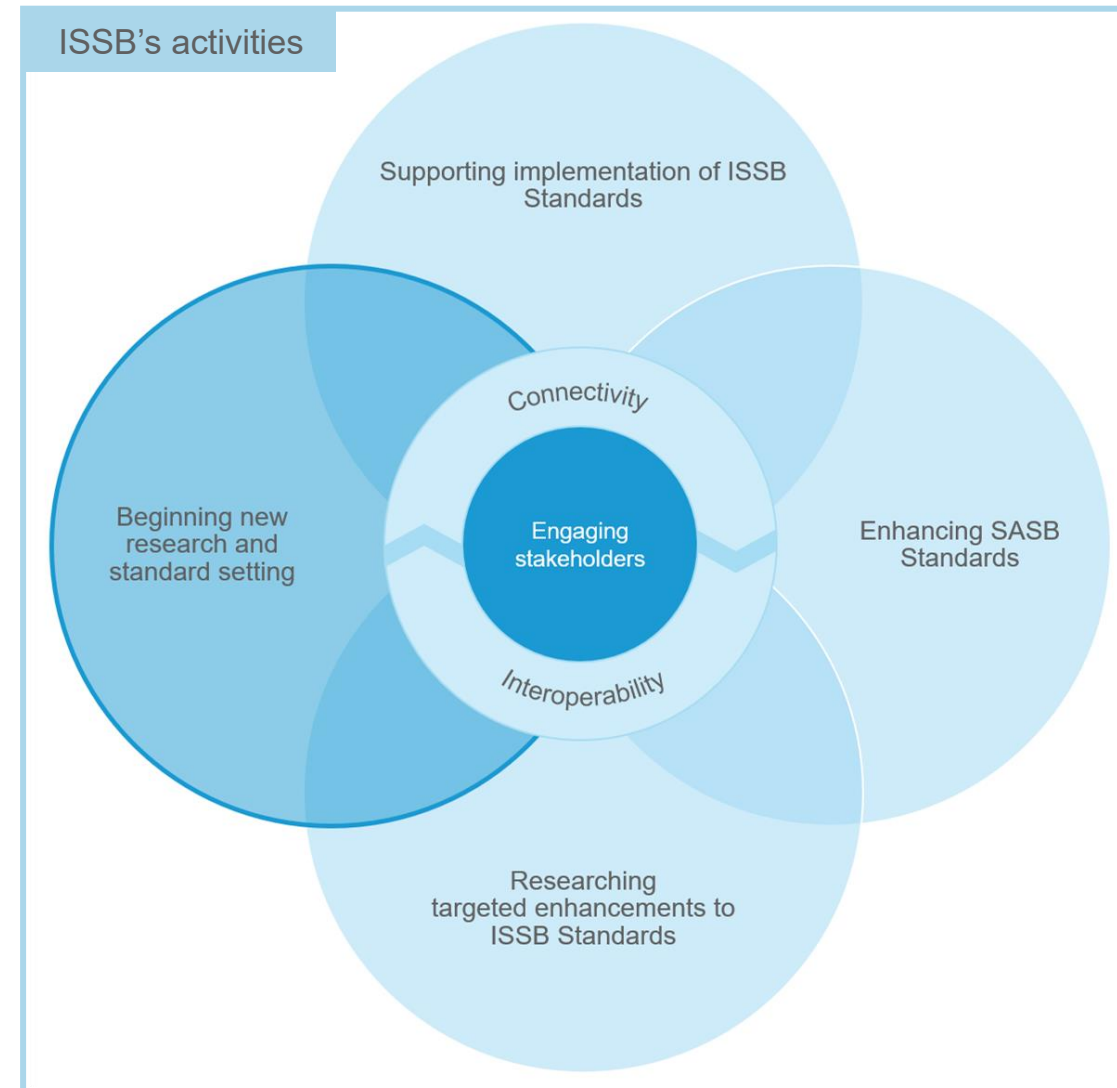 ISSB’s activities
Supporting implementation of ISSB
Standards
Connectivity
Beginning new
research and
standard setting
Engaging
stakeholders
Enhancing SASB
Standards
Interoperability
Researching
targeted enhancements to
ISSB Standards